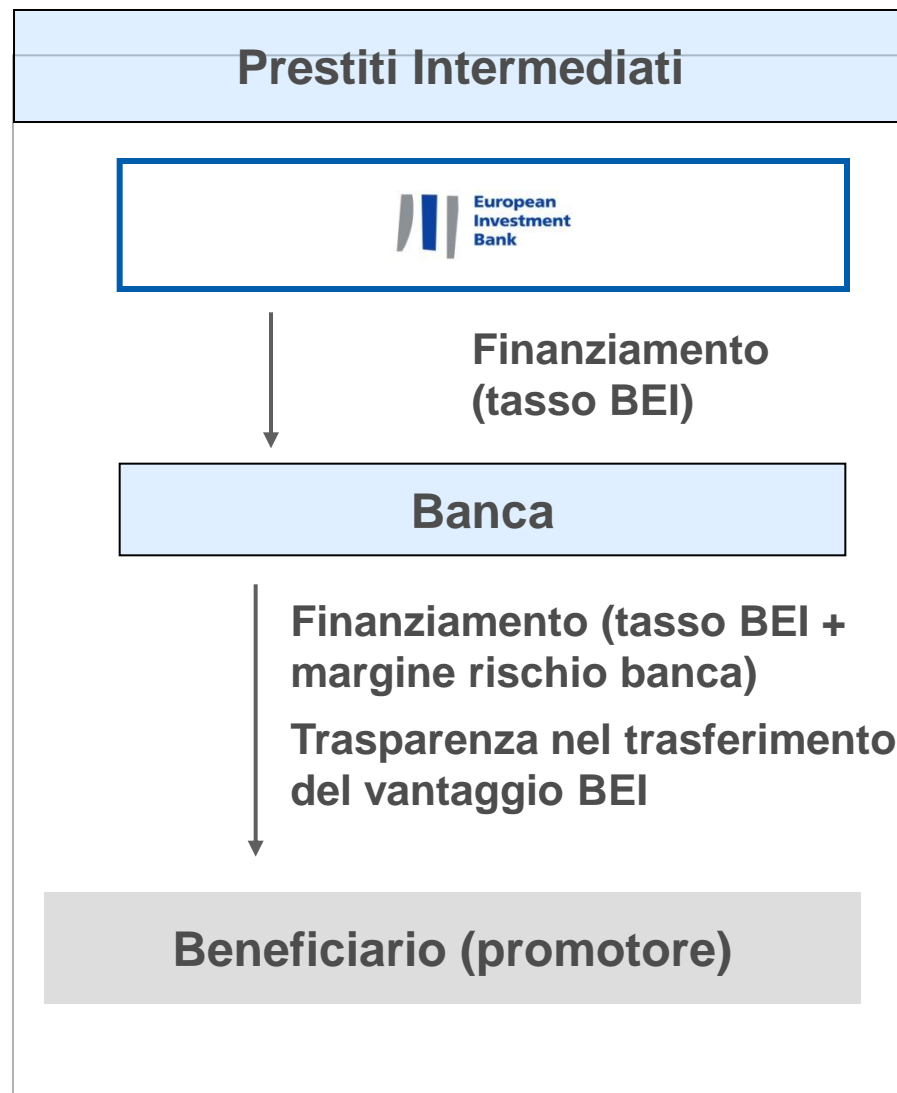 Prestiti Intermediati
European
Investment
Bank
Finanziamento
(tasso BEI)
Banca
Finanziamento (tasso BEI +
margine rischio banca)
Trasparenza nel trasferimento
del vantaggio BEI
Beneficiario (promotore)